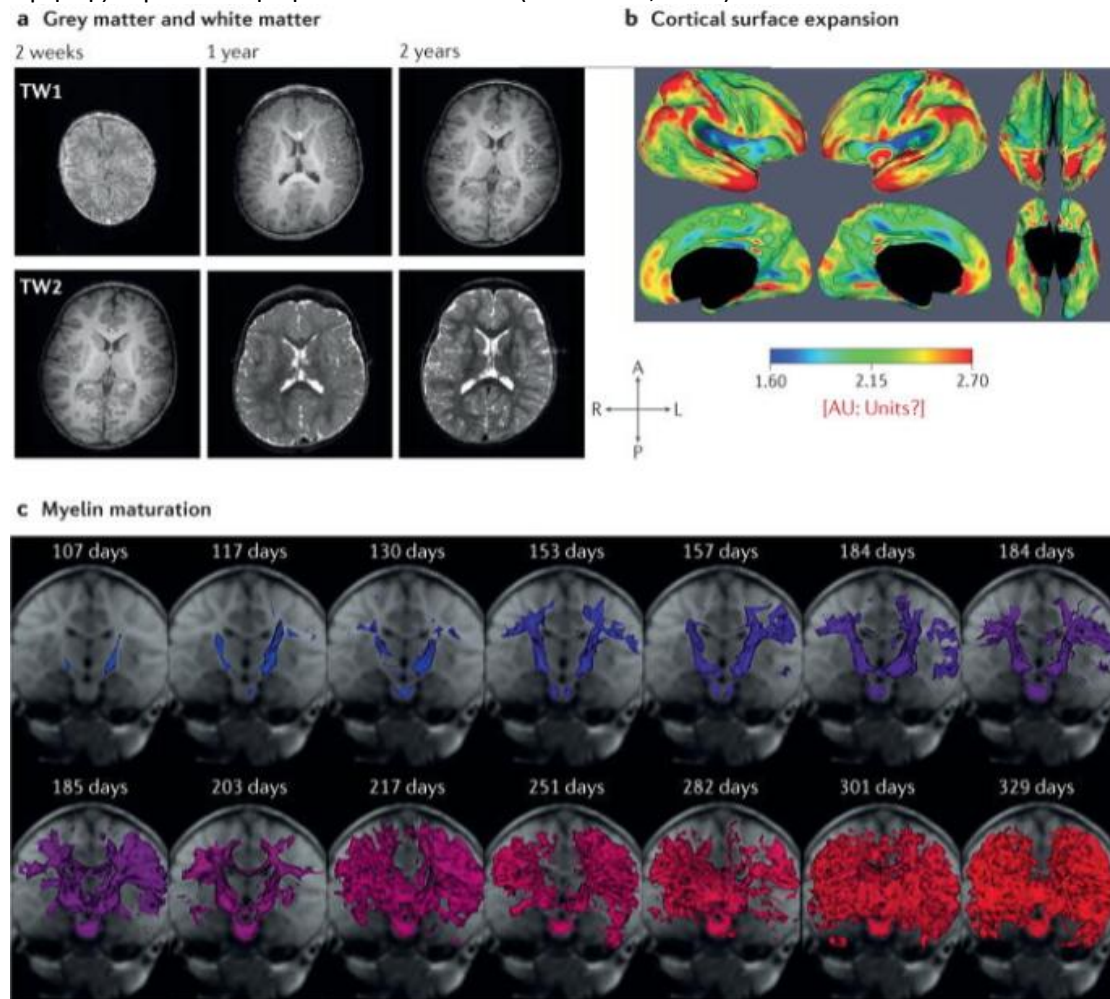 a Grey matter and white matter
b Cortical surface expansion
2 weeks
1 year
2 years
TW1
TW2
1.60
2.15
2.70
[AU: Units?]
A
R
L
P
c Myelin maturation
107 days
117 days
130 days
153 days
157 days
184 days
184 days
185 days
203 days
217 days
251 days
282 days
301 days
329 days